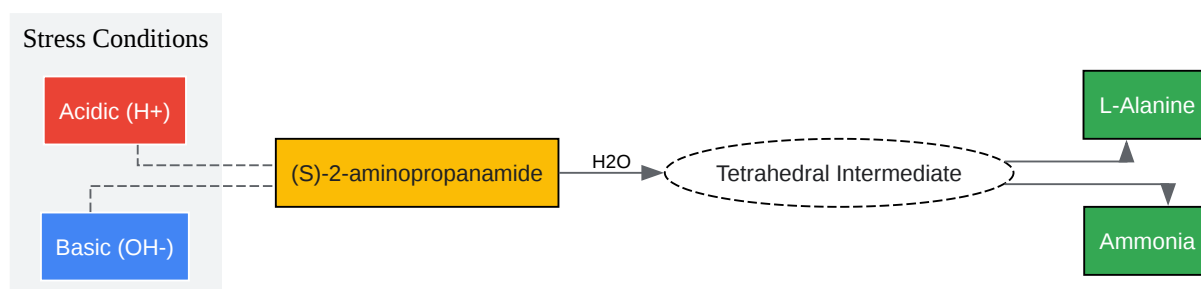 Stress Conditions
Acidic (H+)
Basic (OH-)
(S)-2-aminopropanamide
H2O
Tetrahedral Intermediate
L-Alanine
Ammonia